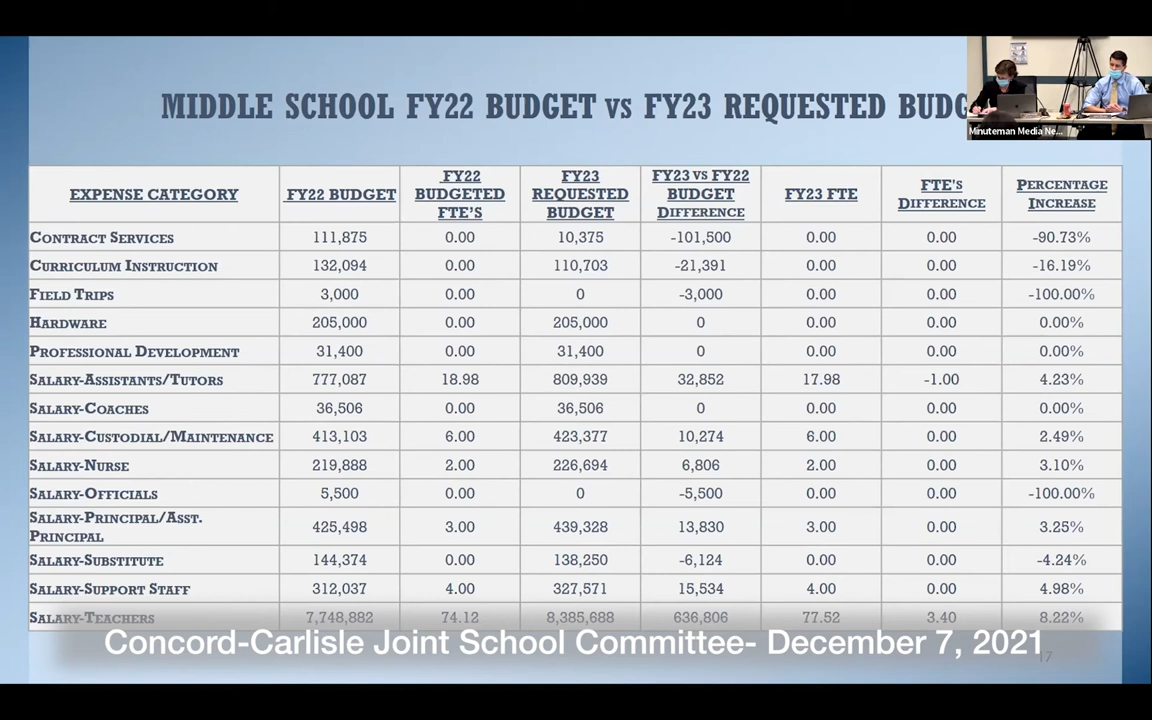 MIDDLE SCHOOL FY22 BUDGET VS FY23 REQUESTED BUDG
Minuteman Media Ne...
EXPENSE CATEGORY FY22 BUDGET FY22 BUDGETED FTE'S FY23 REQUESTED BUDGET FY23 VS FY22 BUDGET DIFFERENCE FY23 FTE FTE'S DIFFERENCE PERCENTAGE INCREASE
CONTRACT SERVICES 111,875 0.00 10,375 -101,500 0.00 0.00 -90.73%
CURRICULUM INSTRUCTION 132,094 0.00 110,703 -21,391 0.00 0.00 -16.19%
FIELD TRIPS 3,000 0.00 0 -3,000 0.00 0.00 -100.00%
HARDWARE 205,000 0.00 205,000 0 0.00 0.00 0.00%
PROFESSIONAL DEVELOPMENT 31,400 0.00 31,400 0 0.00 0.00 0.00%
SALARY-ASSISTANTS/TUTORS 777,087 18.98 809,939 32,852 17.98 -1.00 4.23%
SALARY-COACHES 36,506 0.00 36,506 0 0.00 0.00 0.00%
SALARY-CUSTODIAL/MAINTENANCE 413,103 6.00 423,377 10,274 6.00 0.00 2.49%
SALARY-NURSE 219,888 2.00 226,694 6,806 2.00 0.00 3.10%
SALARY-OFFICIALS 5,500 0.00 0 -5,500 0.00 0.00 -100.00%
SALARY-PRINCIPAL/ASST. PRINCIPAL 425,498 3.00 439,328 13,830 3.00 0.00 3.25%
SALARY-SUBSTITUTE 144,374 0.00 138,250 -6,124 0.00 0.00 -4.24%
SALARY-SUPPORT STAFF 312,037 4.00 327,571 15,534 4.00 0.00 4.98%
SALARY-TEACHERS 7,748,882 74.12 8,385,688 636,806 77.52 3.40 8.22%
Concord-Carlisle Joint School Committee- December 7, 2021
17